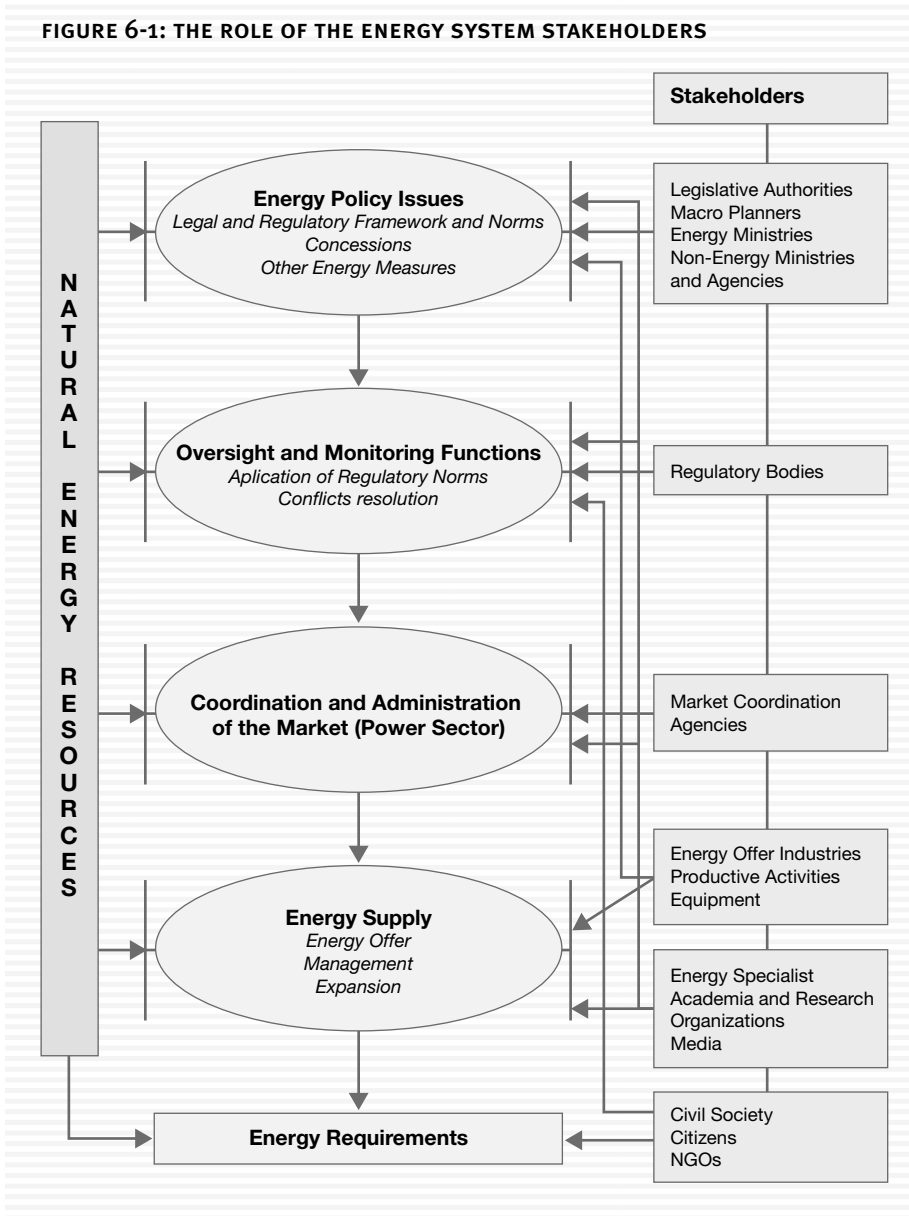 FIGURE 6-1: THE ROLE OF THE ENERGY SYSTEM STAKEHOLDERS
Stakeholders
NATURAL ENERGY RESOURCES
Energy Policy Issues
Legal and Regulatory Framework and Norms
Concessions
Other Energy Measures
Legislative Authorities
Macro Planners
Energy Ministries
Non-Energy Ministries
and Agencies
Oversight and Monitoring Functions
Aplication of Regulatory Norms
Conflicts resolution
Regulatory Bodies
Coordination and Administration
of the Market (Power Sector)
Market Coordination
Agencies
Energy Supply
Energy Offer
Management
Expansion
Energy Offer Industries
Productive Activities
Equipment
Energy Specialist
Academia and Research
Organizations
Media
Energy Requirements
Civil Society
Citizens
NGOs